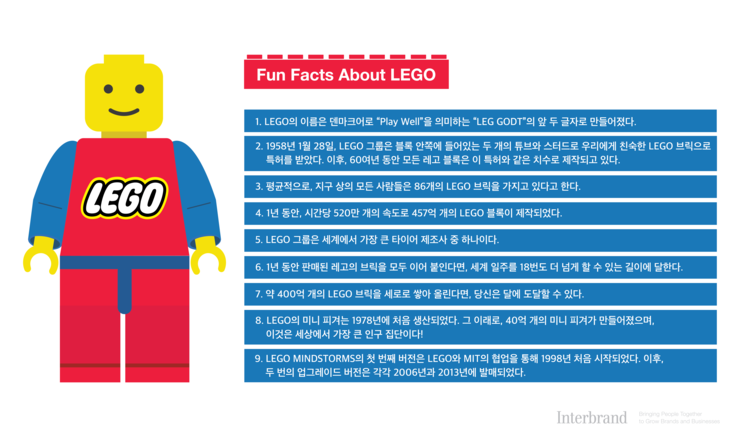 Fun Facts About LEGO
LEGO
1. LEGO의 이름은 덴마크어로 “Play Well”을 의미하는 “LEG GODT”의 앞 두 글자로 만들어졌다.
2. 1958년 1월 28일, LEGO 그룹은 블록 안쪽에 들어있는 두 개의 튜브와 스터드로 우리에게 친숙한 LEGO 브릭으로
특허를 받았다. 이후, 60여년 동안 모든 레고 블록은 이 특허와 같은 치수로 제작되고 있다.
3. 평균적으로, 지구 상의 모든 사람들은 86개의 LEGO 브릭을 가지고 있다고 한다.
4. 1년 동안, 시간당 520만 개의 속도로 457억 개의 LEGO 블록이 제작되었다.
5. LEGO 그룹은 세계에서 가장 큰 타이어 제조사 중 하나이다.
6. 1년 동안 판매된 레고의 브릭을 모두 이어 붙인다면, 세계 일주를 18번도 더 넘게 할 수 있는 길이에 달한다.
7. 약 400억 개의 LEGO 브릭을 세로로 쌓아 올린다면, 당신은 달에 도달할 수 있다.
8. LEGO의 미니 피겨는 1978년에 처음 생산되었다. 그 이래로, 40억 개의 미니 피겨가 만들어졌으며,
이것은 세상에서 가장 큰 인구 집단이다!
9. LEGO MINDSTORMS의 첫 번째 버전은 LEGO와 MIT의 협업을 통해 1998년 처음 시작되었다. 이후,
두 번의 업그레이드 버전은 각각 2006년과 2013년에 발매되었다.
Interbrand
Bringing People Together
to Grow Brands and Businesses